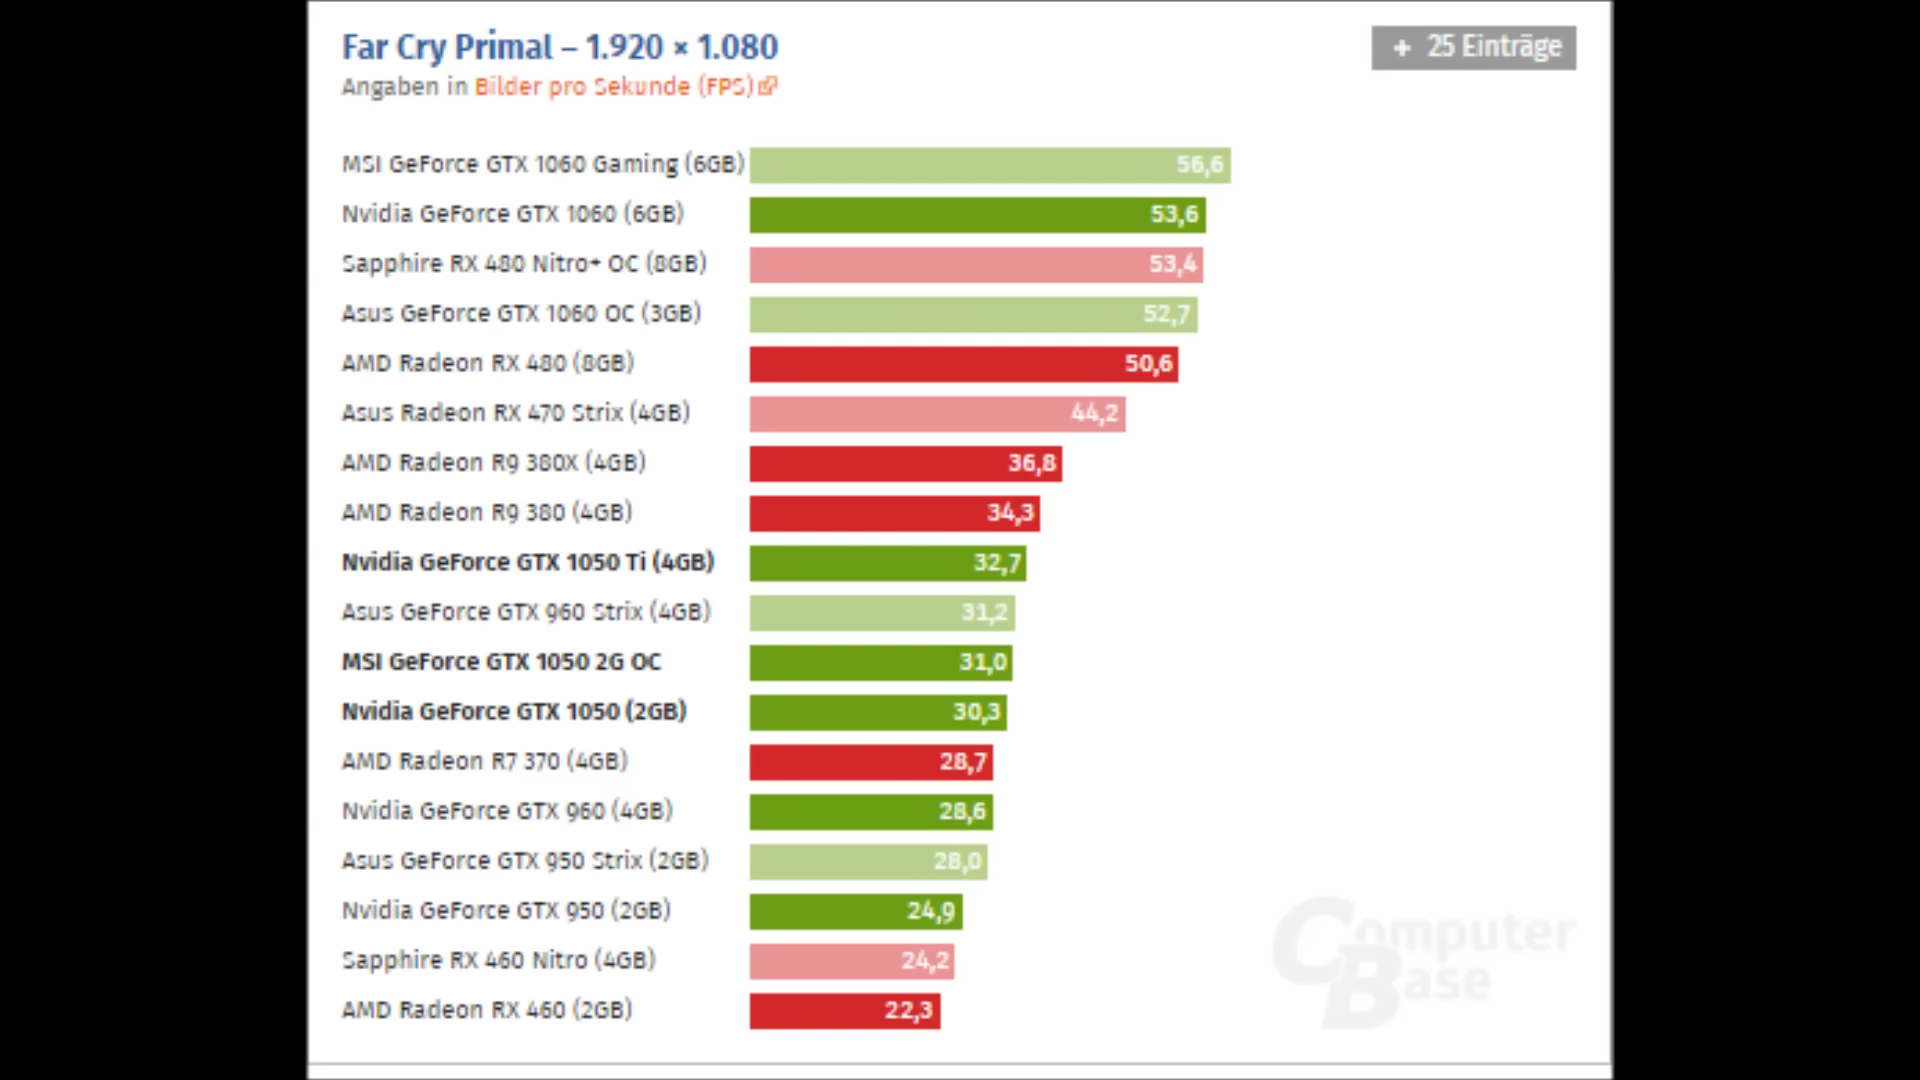 Far Cry Primal – 1.920 × 1.080
+ 25 Einträge
Angaben in Bilder pro Sekunde (FPS)
MSI GeForce GTX 1060 Gaming (6GB) 56,6
Nvidia GeForce GTX 1060 (6GB) 53,6
Sapphire RX 480 Nitro+ OC (8GB) 53,4
Asus GeForce GTX 1060 OC (3GB) 52,7
AMD Radeon RX 480 (8GB) 50,6
Asus Radeon RX 470 Strix (4GB) 44,2
AMD Radeon R9 380X (4GB) 36,8
AMD Radeon R9 380 (4GB) 34,3
Nvidia GeForce GTX 1050 Ti (4GB) 32,7
Asus GeForce GTX 960 Strix (4GB) 31,2
MSI GeForce GTX 1050 2G OC 31,0
Nvidia GeForce GTX 1050 (2GB) 30,3
AMD Radeon R7 370 (4GB) 28,7
Nvidia GeForce GTX 960 (4GB) 28,6
Asus GeForce GTX 950 Strix (2GB) 28,0
Nvidia GeForce GTX 950 (2GB) 24,9
Sapphire RX 460 Nitro (4GB) 24,2
AMD Radeon RX 460 (2GB) 22,3
Computer
Base